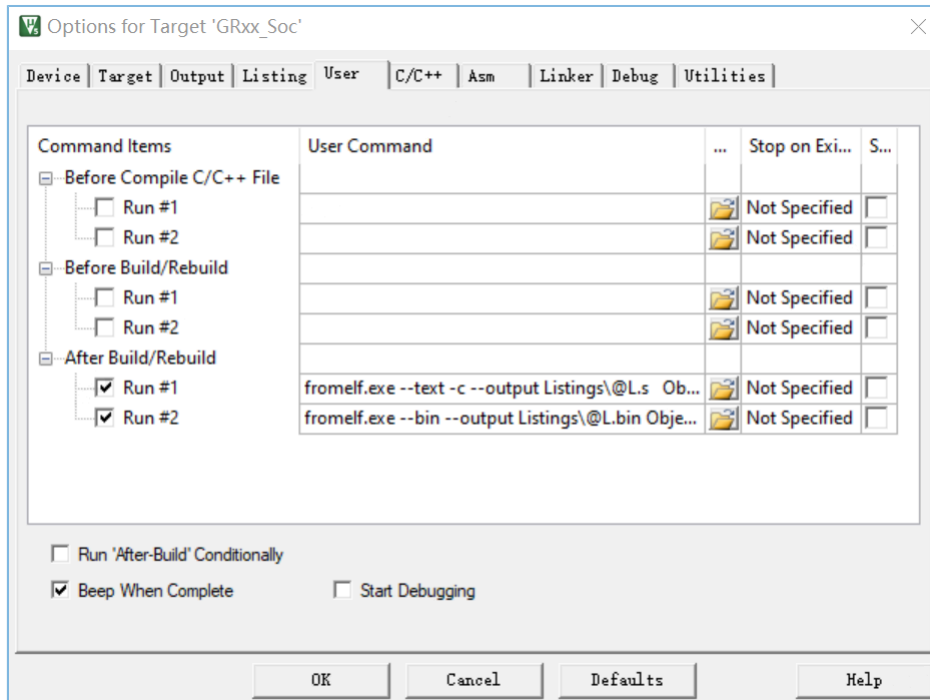 Options for Target 'GRxx_Soc'
Device Target Output Listing User C/C++ Asm Linker Debug Utilities
Command Items User Command ... Stop on Exi... S...
Before Compile C/C++ File
Run #1 Not Specified
Run #2 Not Specified
Before Build/Rebuild
Run #1 Not Specified
Run #2 Not Specified
After Build/Rebuild
Run #1 fromelf.exe --text -c --output Listings\@L.s Ob... Not Specified
Run #2 fromelf.exe --bin --output Listings\@L.bin Obje... Not Specified
Run 'After-Build' Conditionally
Beep When Complete Start Debugging
OK Cancel Defaults Help